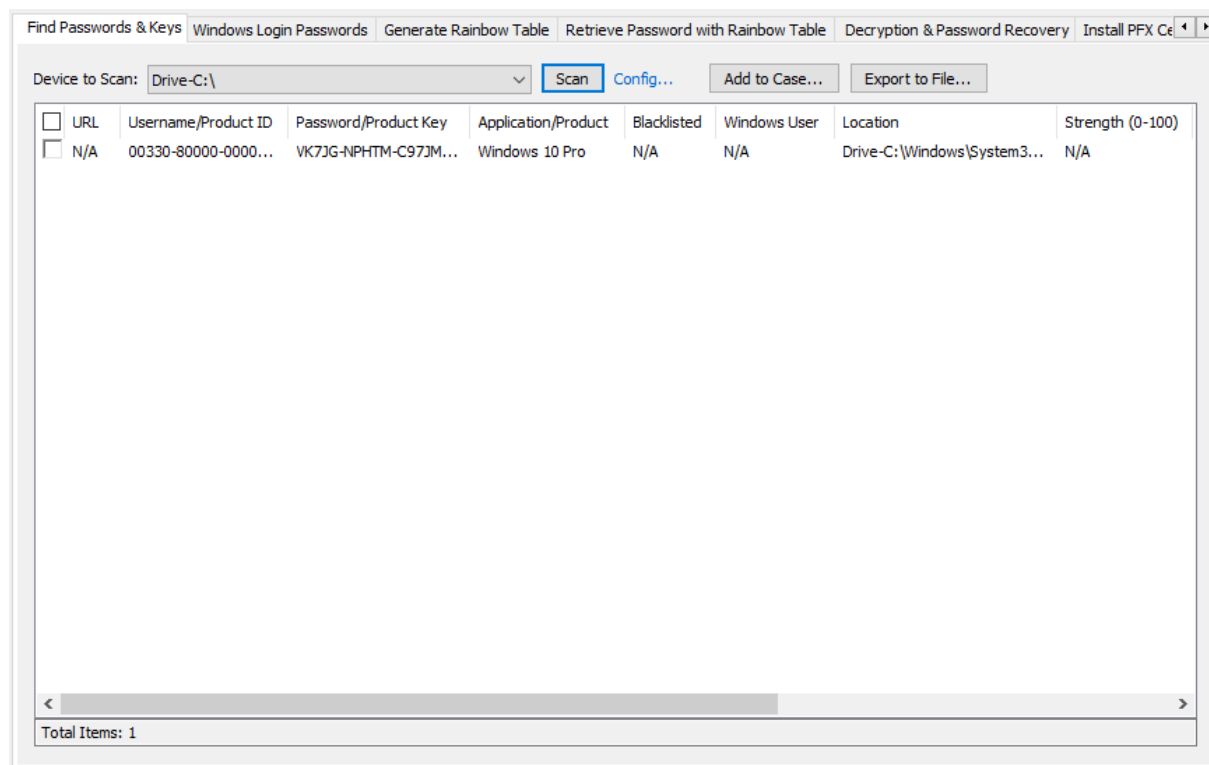 Find Passwords & Keys Windows Login Passwords Generate Rainbow Table Retrieve Password with Rainbow Table Decryption & Password Recovery Install PFX Ce
Device to Scan: Drive-C:\ Scan Config... Add to Case... Export to File...
URL Username/Product ID Password/Product Key Application/Product Blacklisted Windows User Location Strength (0-100)
N/A 00330-80000-0000... VK7JG-NPHTM-C97JM... Windows 10 Pro N/A N/A Drive-C:\Windows\System3... N/A
Total Items: 1